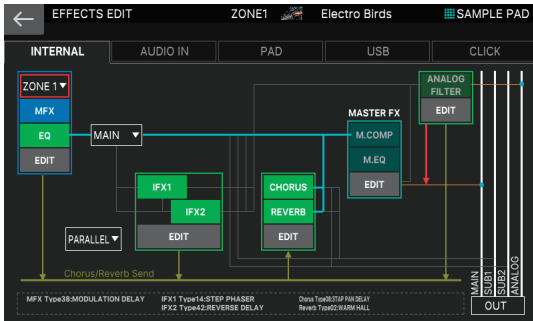 EFFECTS EDIT ZONE1 Electro Birds SAMPLE PAD
INTERNAL AUDIO IN PAD USB CLICK
ZONE 1
MFX
EQ
EDIT
MAIN
IFX1
IFX2
EDIT
PARALLEL
CHORUS
REVERB
EDIT
MASTER FX
M.COMP
M.EQ
EDIT
ANALOG
FILTER
EDIT
Chorus/Reverb Send
MAIN
SUB1
SUB2
ANALOG
OUT
MFX Type38:MODULATION DELAY IFX1 Type14:STEP PHASER Chorus Type08:3TAP PAN DELAY
IFX2 Type42:REVERSE DELAY Reverb Type02:WARM HALL